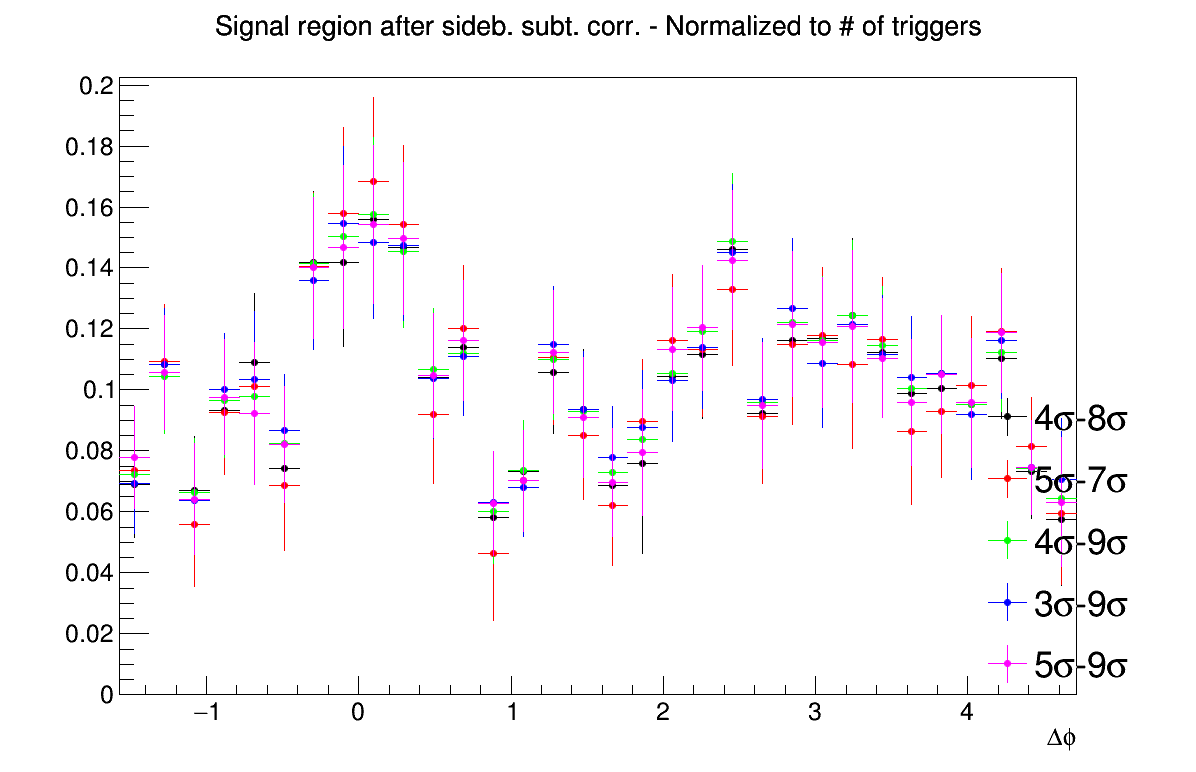 Signal region after sideb. subt. corr. - Normalized to # of triggers
0.2
0.18
0.16
0.14
0.12
0.1
0.08
0.06
0.04
0.02
0
4σ-8σ
5σ-7σ
4σ-9σ
3σ-9σ
5σ-9σ
−1 0 1 2 3 4
Δϕ